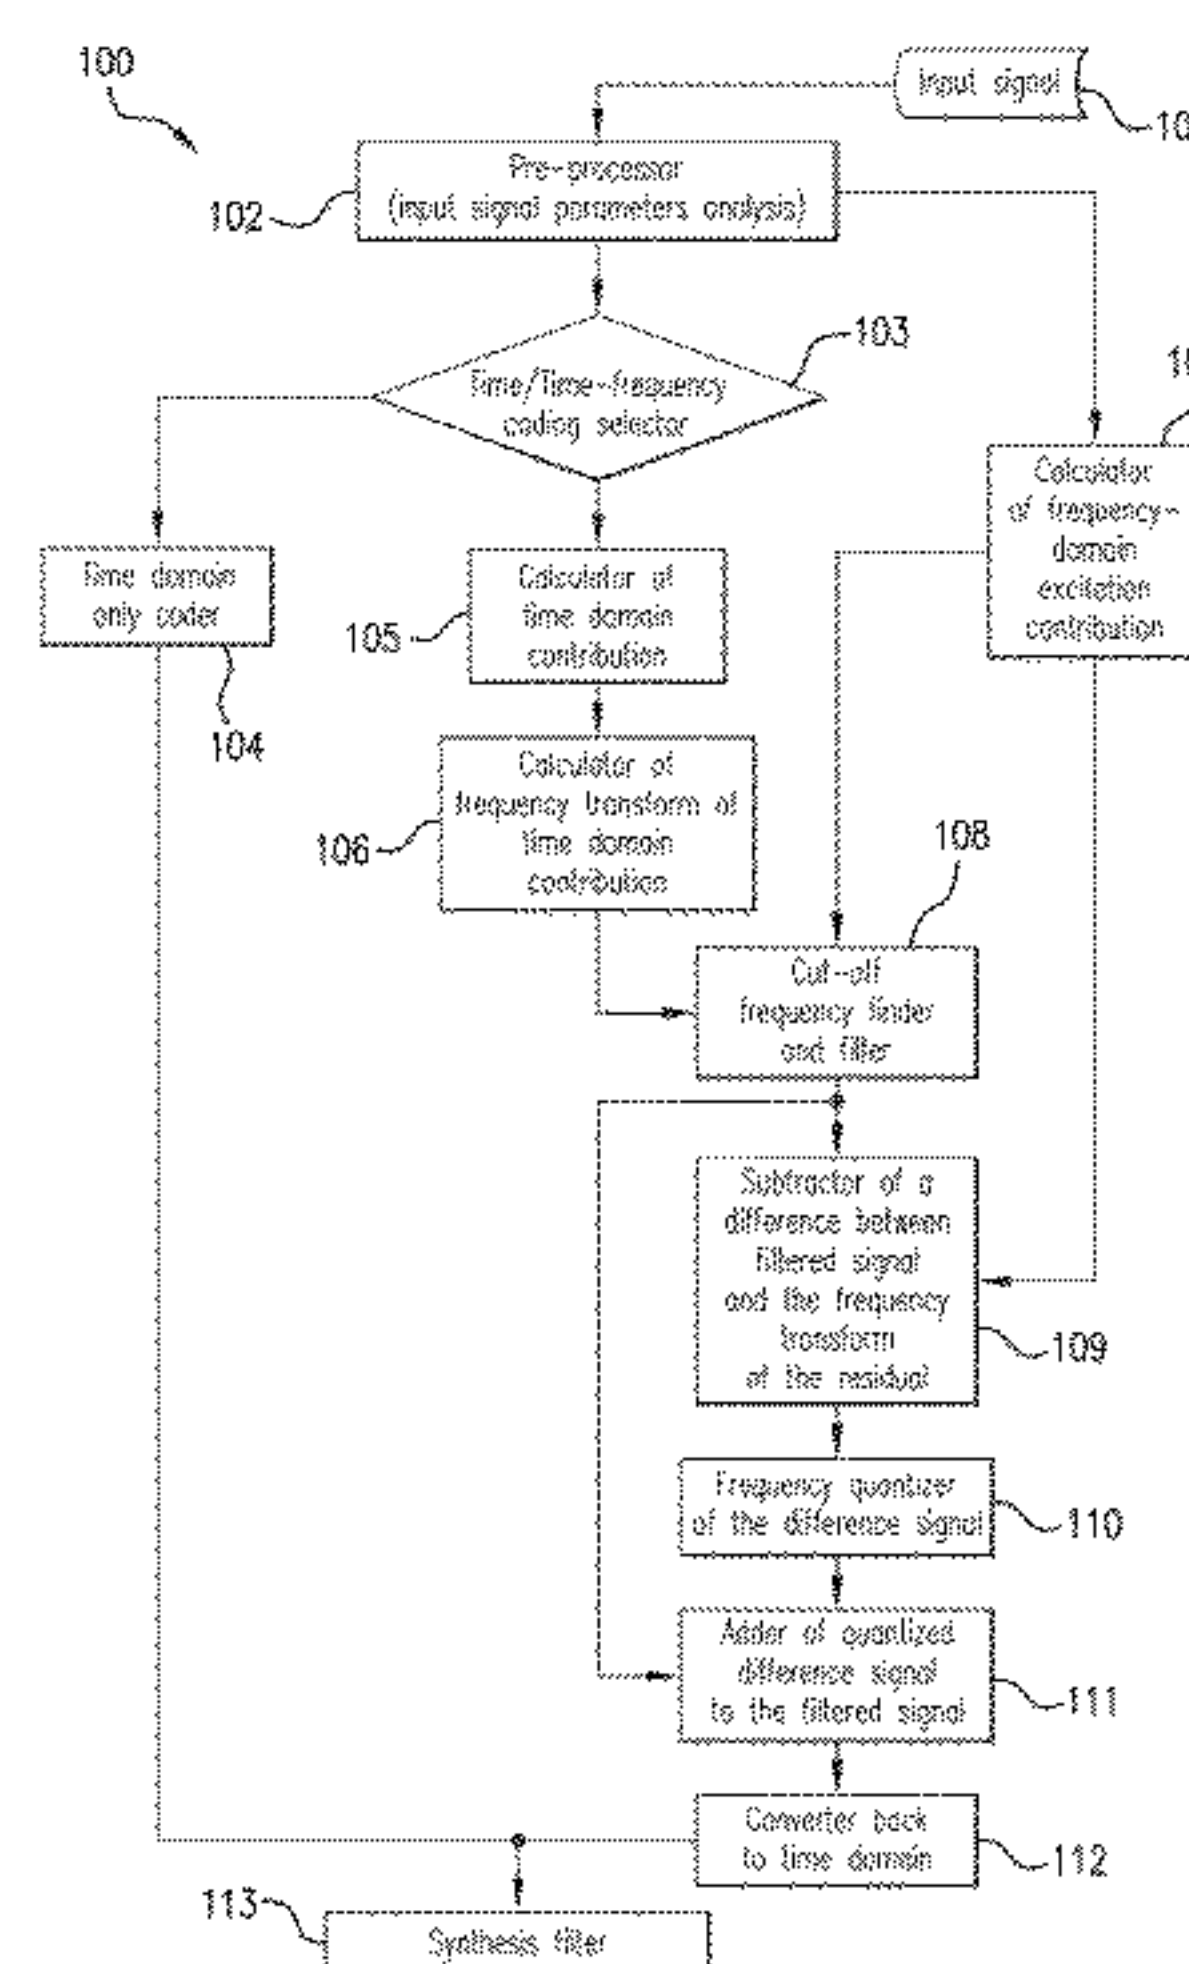 100
Input signal
Pre-processor
(input signal parameters analysis)
102
103
Time/Time-frequency
coding selector
Calculator
of frequency-
domain
excitation
contribution
Time domain
only coder
104
Calculator of
time domain
contribution
105
Calculator of
frequency transform of
time domain
contribution
106
108
Cut-off
frequency finder
and filter
Subtractor of a
difference between
filtered signal
and the frequency
transform
of the residual
109
Frequency quantizer
of the difference signal
110
Adder of quantized
difference signal
to the filtered signal
111
Converter back
to time domain
112
113
Synthesis filter